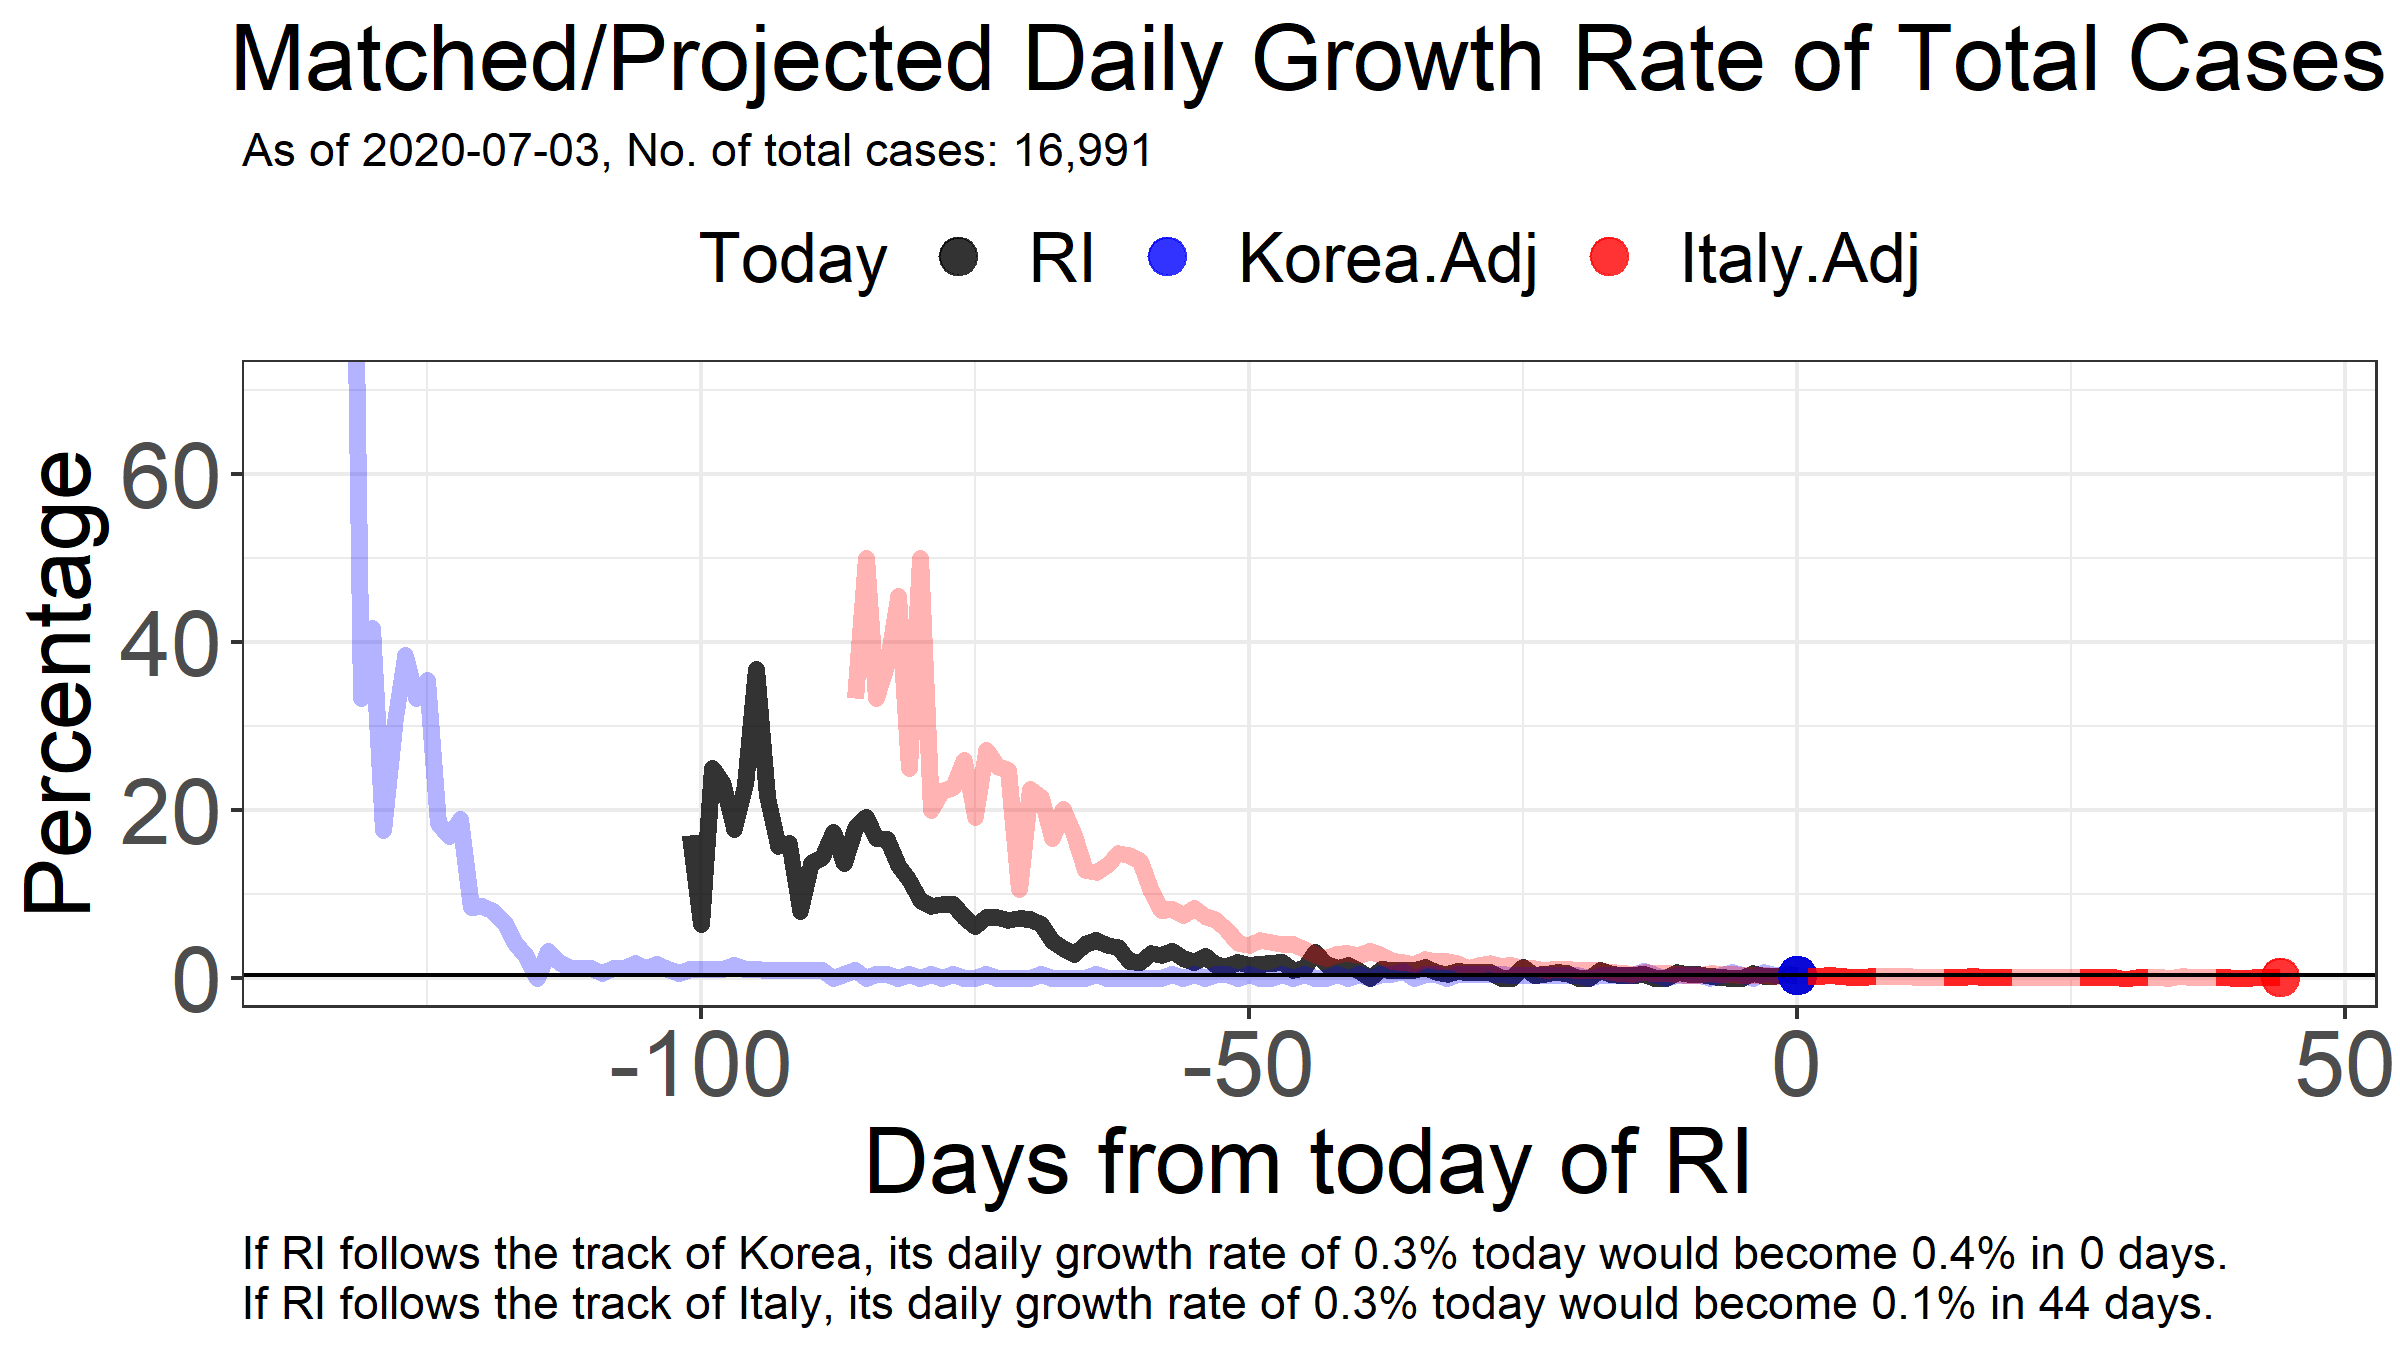 Matched/Projected Daily Growth Rate of Total Cases
As of 2020-07-03, No. of total cases: 16,991
Today RI Korea.Adj Italy.Adj
Percentage
60
40
20
0
-100 -50 0 50
Days from today of RI
If RI follows the track of Korea, its daily growth rate of 0.3% today would become 0.4% in 0 days.
If RI follows the track of Italy, its daily growth rate of 0.3% today would become 0.1% in 44 days.